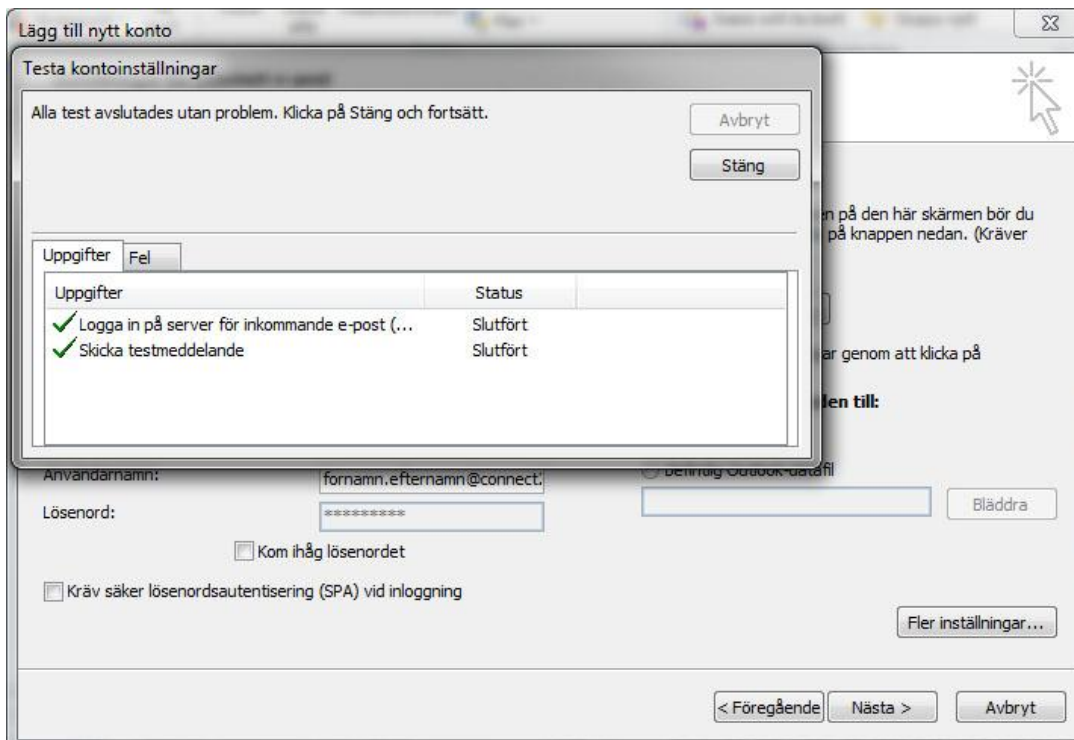 Lägg till nytt konto
Testa kontoinställningar
Alla test avslutades utan problem. Klicka på Stäng och fortsätt.
Avbryt
Stäng
en på den här skärmen bör du
på knappen nedan. (Kräver
Uppgifter
Fel
Uppgifter Status
Logga in på server för inkommande e-post (... Slutfört
Skicka testmeddelande Slutfört
ar genom att klicka på
den till:
Användarnamn:
fornamn.efternamn@connect.
Befintlig Outlook-datafil
Lösenord:
*********
Bläddra
Kom ihåg lösenordet
Kräv säker lösenordsautentisering (SPA) vid inloggning
Fler inställningar...
< Föregående
Nästa >
Avbryt